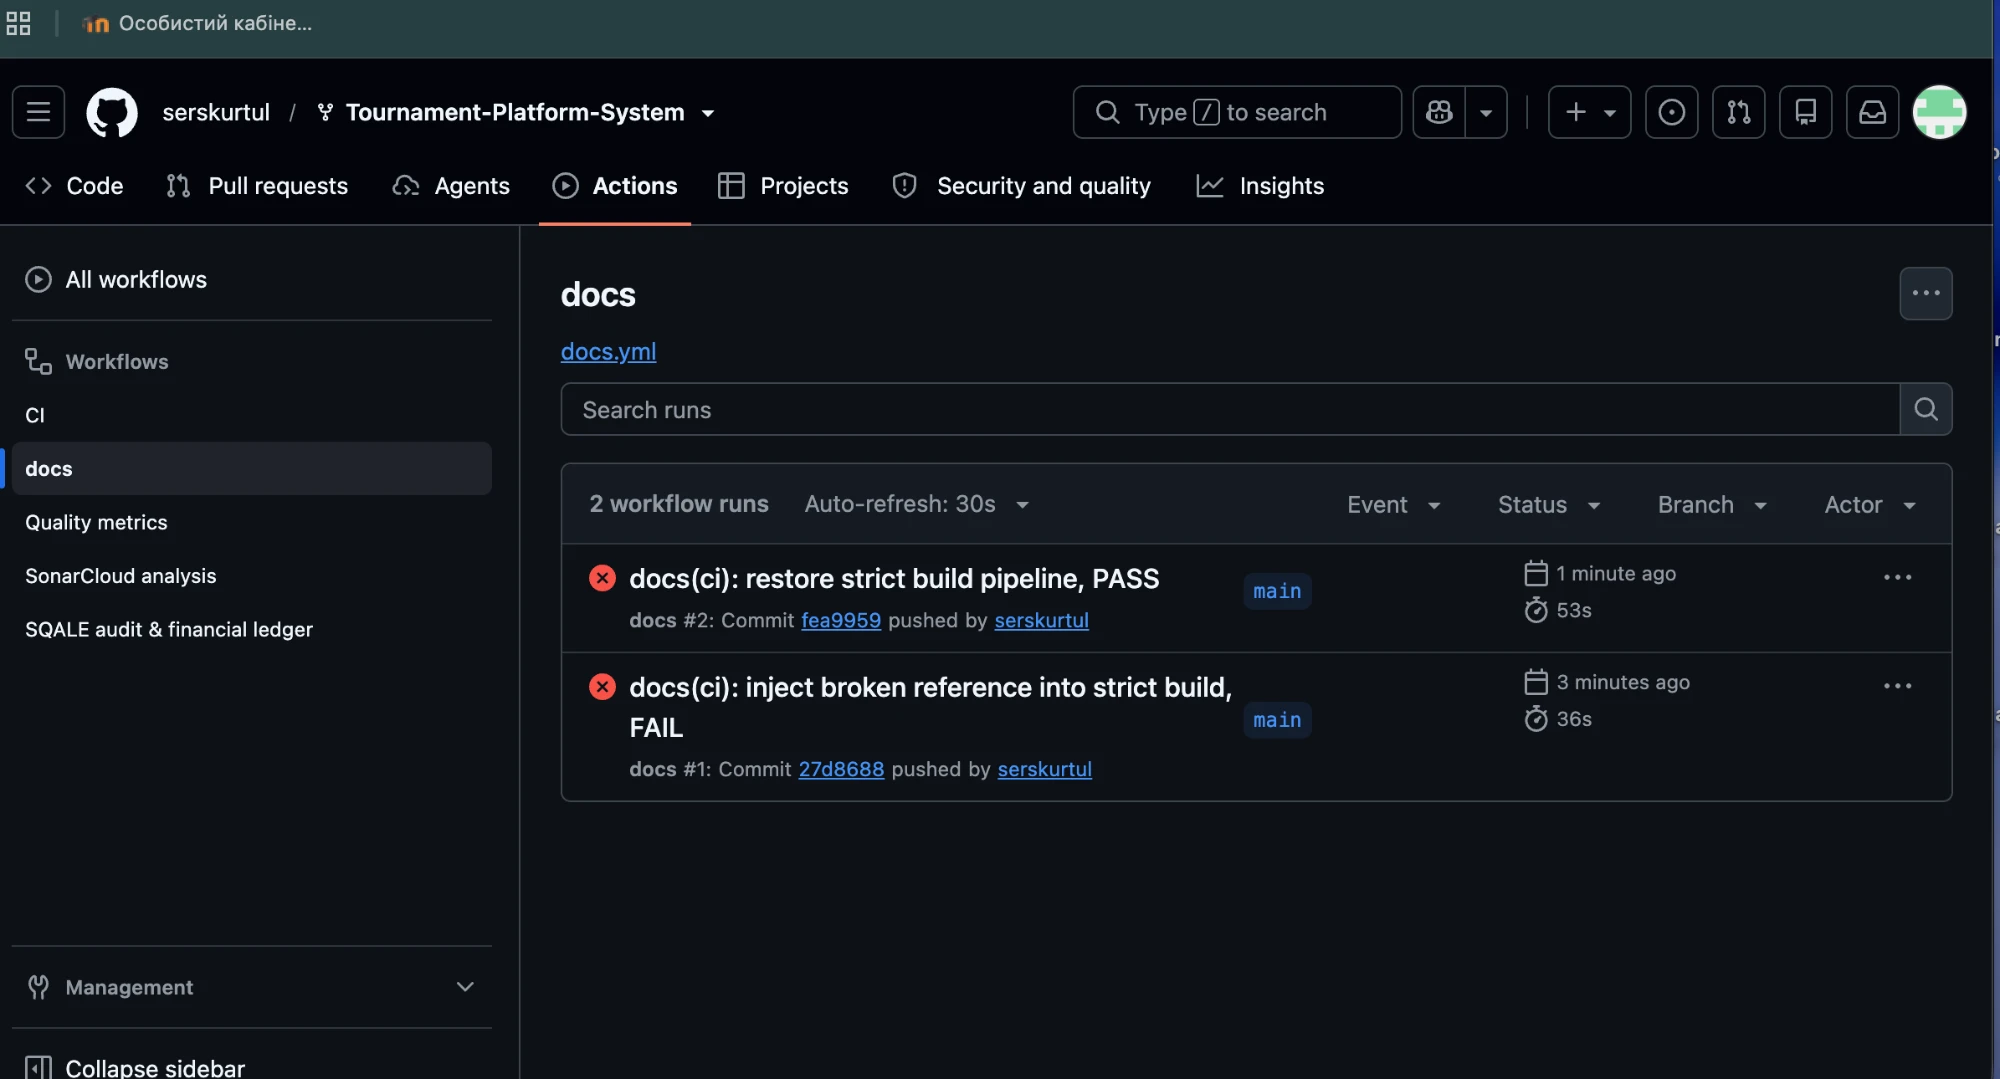 Особистий кабіне...
serskurtul / Tournament-Platform-System
Type / to search
Code
Pull requests
Agents
Actions
Projects
Security and quality
Insights
All workflows
Workflows
CI
docs
Quality metrics
SonarCloud analysis
SQALE audit & financial ledger
Management
Collapse sidebar
docs
docs.yml
Search runs
2 workflow runs
Auto-refresh: 30s
Event
Status
Branch
Actor
docs(ci): restore strict build pipeline, PASS
docs #2: Commit fea9959 pushed by serskurtul
main
1 minute ago
53s
docs(ci): inject broken reference into strict build,
FAIL
docs #1: Commit 27d8688 pushed by serskurtul
main
3 minutes ago
36s